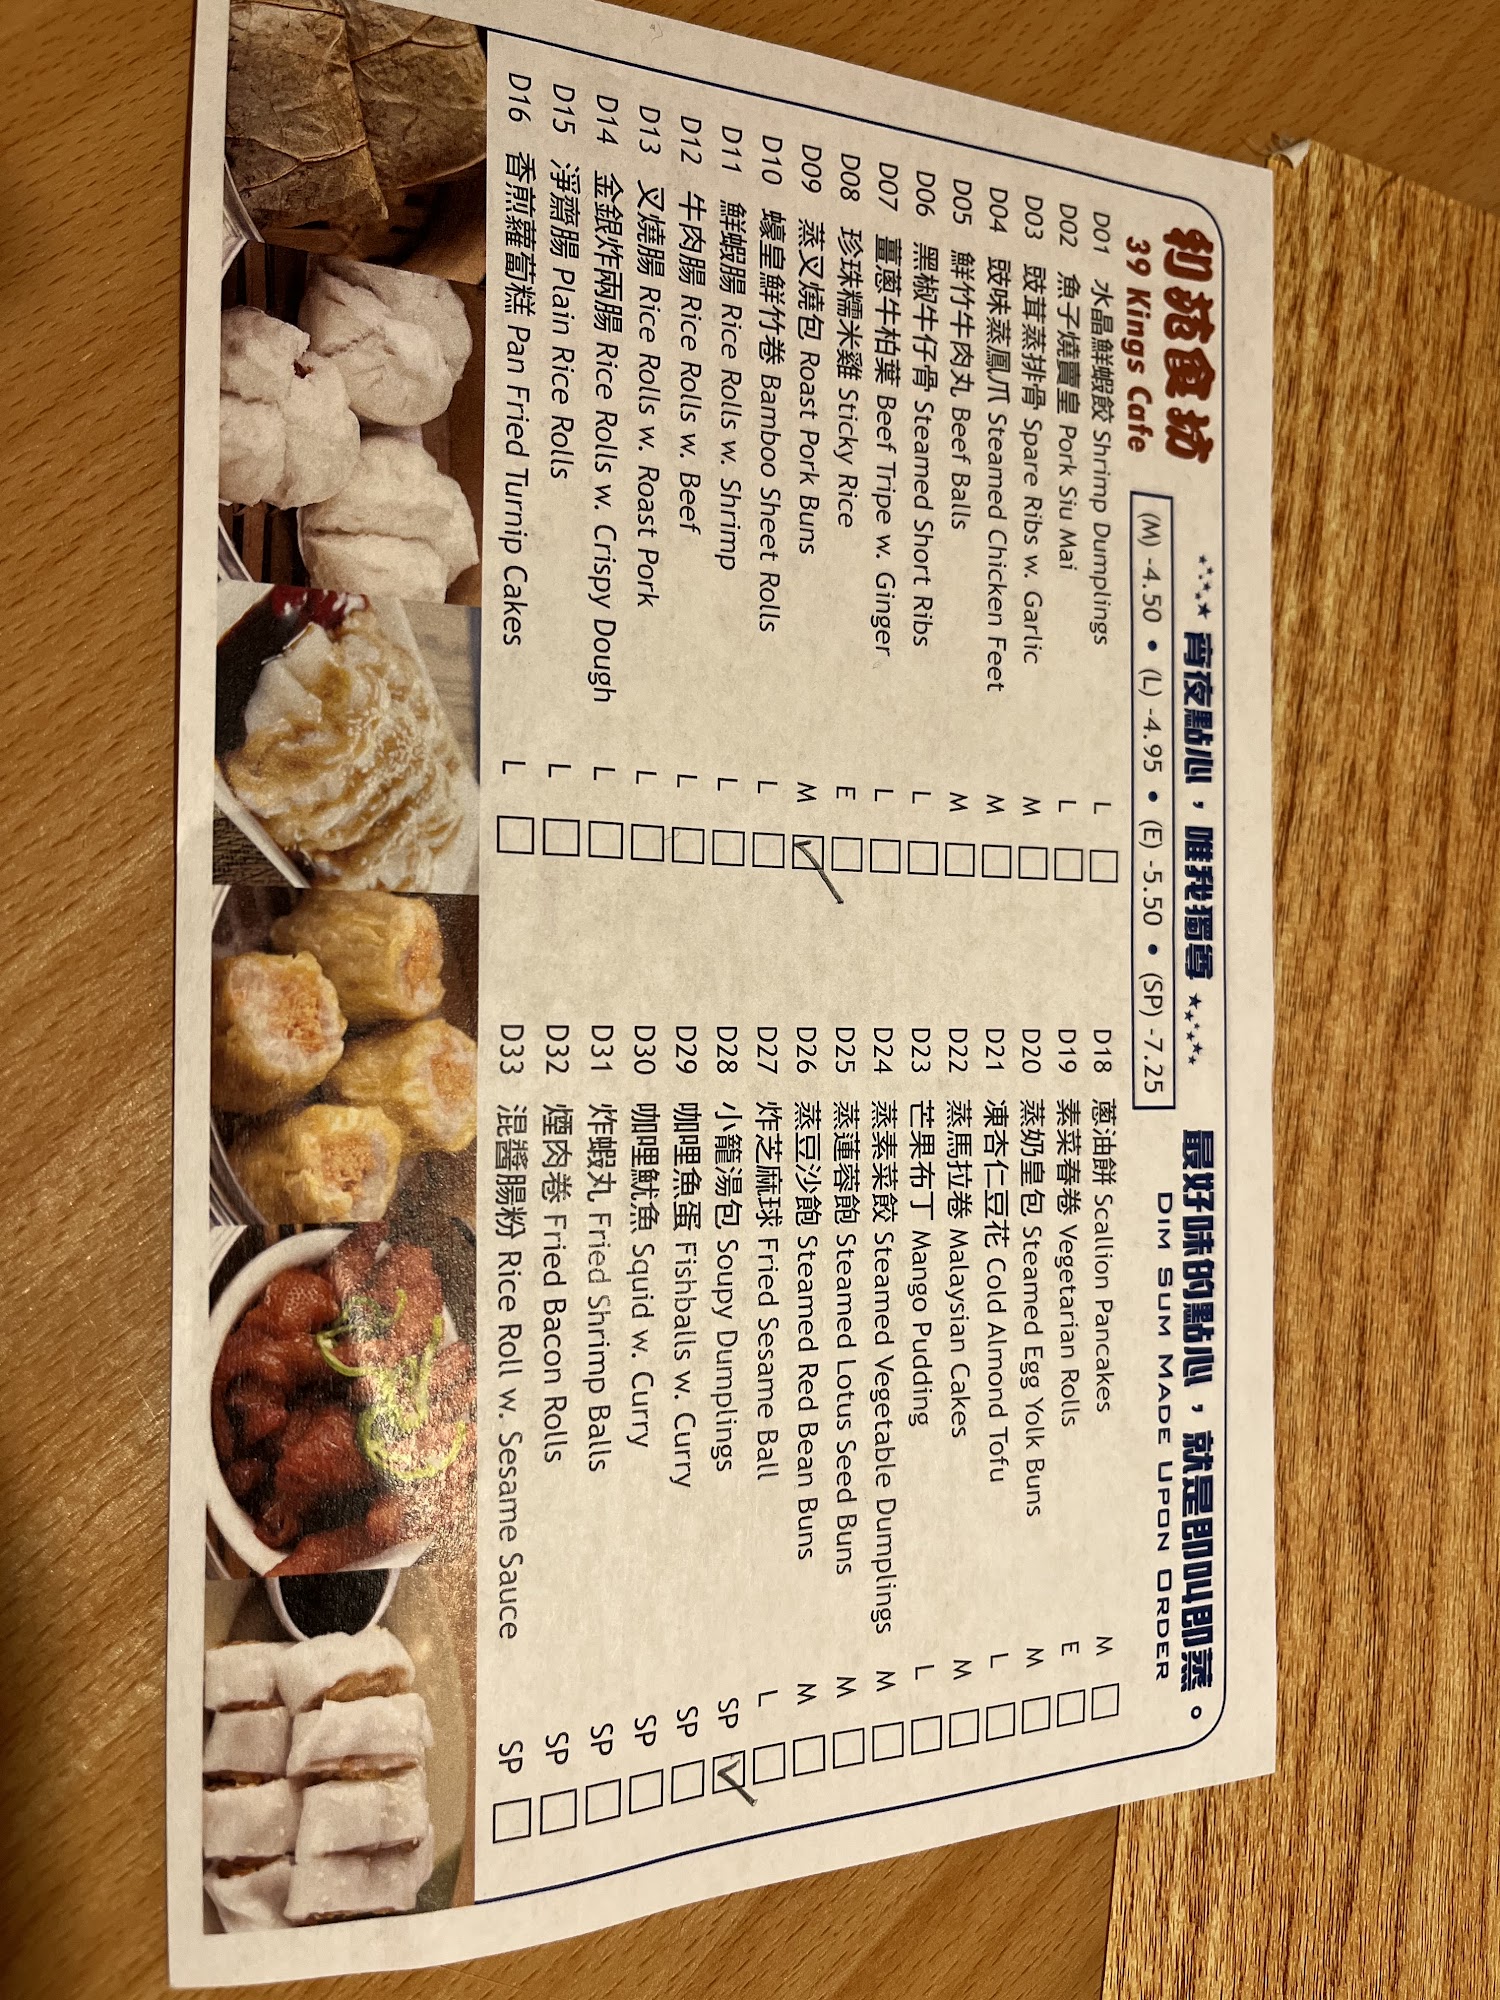 利苑食坊
39 Kings Cafe
宵夜點心，唯我獨尊
最好味的點心，就是即叫即蒸。
(M) -4.50 • (L) -4.95 • (E) -5.50 • (SP) -7.25
DIM SUM MADE UPON ORDER
D01 水晶鮮蝦餃 Shrimp Dumplings L
D02 魚子燒賣皇 Pork Siu Mai L
D03 豉茸蒸排骨 Spare Ribs w. Garlic M
D04 豉味蒸鳳爪 Steamed Chicken Feet M
D05 鮮竹牛肉丸 Beef Balls M
D06 黑椒牛仔骨 Steamed Short Ribs L
D07 薑蔥牛柏葉 Beef Tripe w. Ginger L
D08 珍珠糯米雞 Sticky Rice E
D09 蒸叉燒包 Roast Pork Buns M
D10 蠔皇鮮竹卷 Bamboo Sheet Rolls L
D11 鮮蝦腸 Rice Rolls w. Shrimp L
D12 牛肉腸 Rice Rolls w. Beef L
D13 叉燒腸 Rice Rolls w. Roast Pork L
D14 金銀炸兩腸 Rice Rolls w. Crispy Dough L
D15 淨齋腸 Plain Rice Rolls L
D16 香煎蘿蔔糕 Pan Fried Turnip Cakes L
D18 蔥油餅 Scallion Pancakes M
D19 素菜春卷 Vegetarian Rolls E
D20 蒸奶皇包 Steamed Egg Yolk Buns M
D21 凍杏仁豆花 Cold Almond Tofu L
D22 蒸馬拉卷 Malaysian Cakes M
D23 芒果布丁 Mango Pudding L
D24 蒸素菜餃 Steamed Vegetable Dumplings M
D25 蒸蓮蓉飽 Steamed Lotus Seed Buns M
D26 蒸豆沙飽 Steamed Red Bean Buns M
D27 炸芝麻球 Fried Sesame Ball L
D28 小籠湯包 Soupy Dumplings SP
D29 咖哩魚蛋 Fishballs w. Curry SP
D30 咖哩魷魚 Squid w. Curry SP
D31 炸蝦丸 Fried Shrimp Balls SP
D32 煙肉卷 Fried Bacon Rolls SP
D33 混醬腸粉 Rice Roll w. Sesame Sauce SP